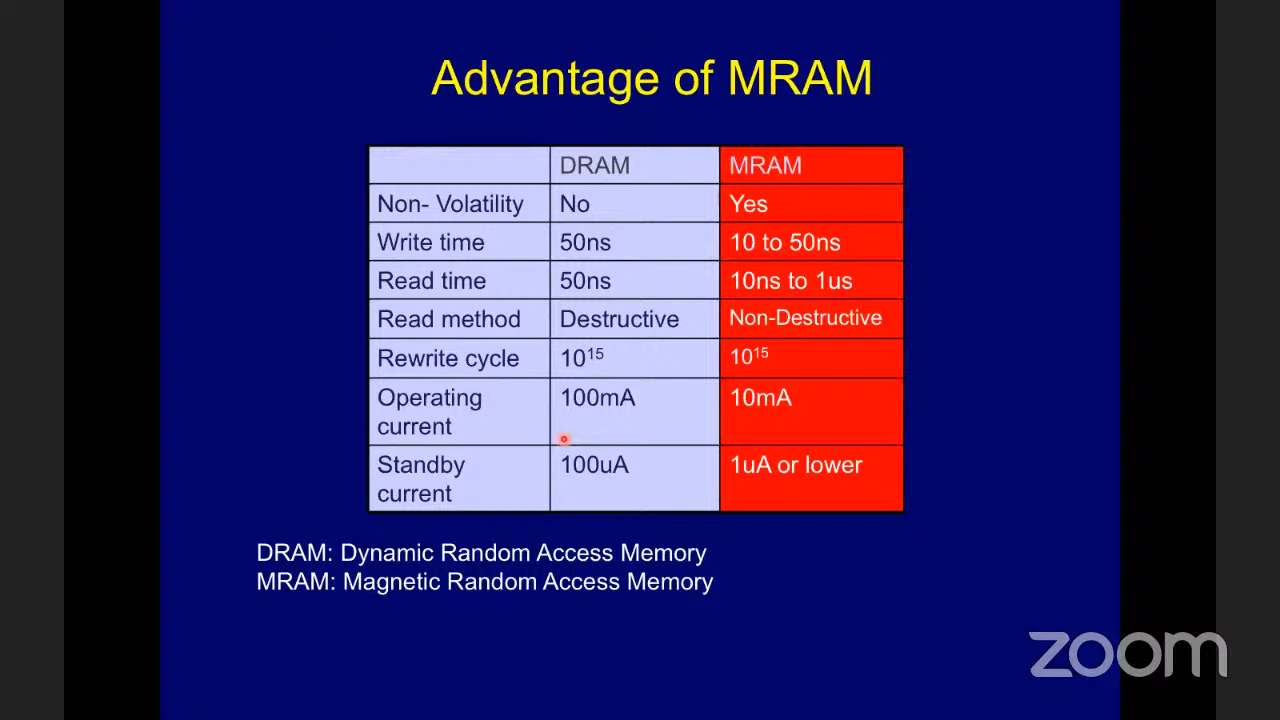 Advantage of MRAM
DRAM MRAM
Non- Volatility No Yes
Write time 50ns 10 to 50ns
Read time 50ns 10ns to 1us
Read method Destructive Non-Destructive
Rewrite cycle 10¹⁵ 10¹⁵
Operating current 100mA 10mA
Standby current 100uA 1uA or lower
DRAM: Dynamic Random Access Memory
MRAM: Magnetic Random Access Memory
zoom